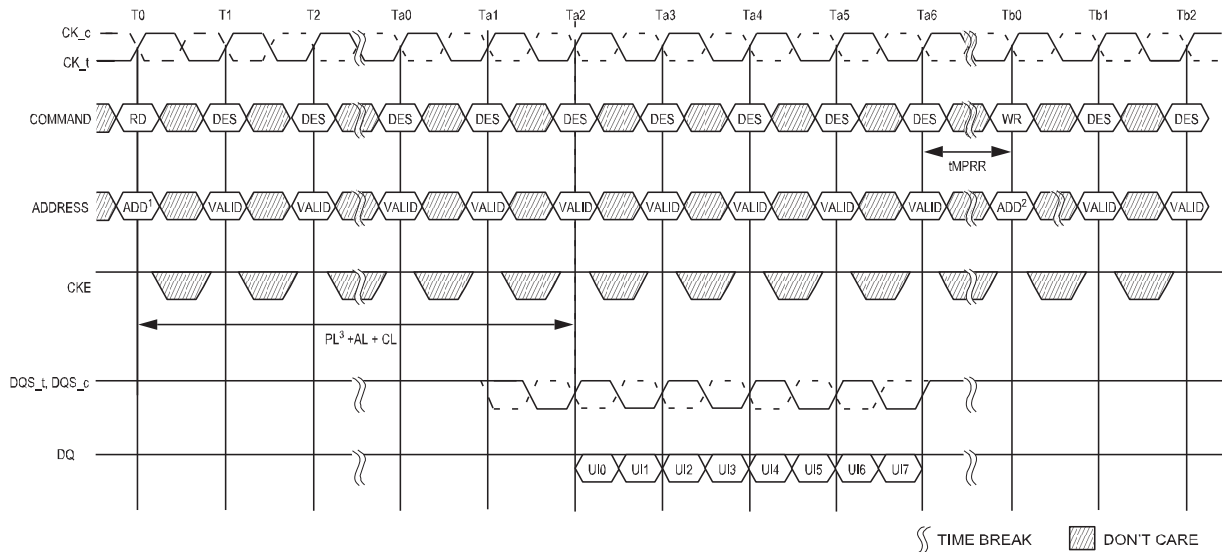 T0 T1 T2 Ta0 Ta1 Ta2 Ta3 Ta4 Ta5 Ta6 Tb0 Tb1 Tb2
CK_c
CK_t
COMMAND RD DES DES DES DES DES DES DES DES DES WR DES DES
tMPRR
ADDRESS ADD¹ VALID VALID VALID VALID VALID VALID VALID VALID VALID ADD² VALID VALID
CKE
PL³ +AL + CL
DQS_t, DQS_c
DQ UI0 UI1 UI2 UI3 UI4 UI5 UI6 UI7
TIME BREAK DON'T CARE